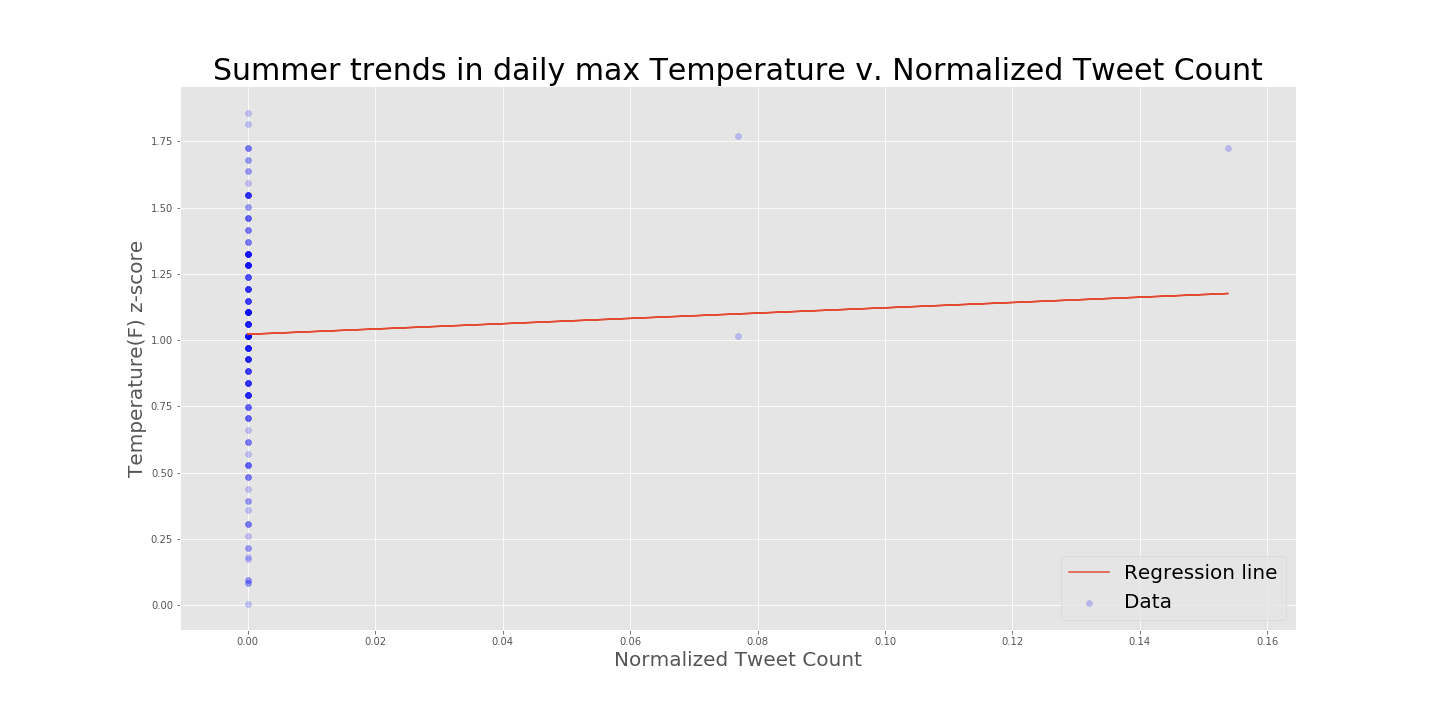 Summer trends in daily max Temperature v. Normalized Tweet Count
Temperature(F) z-score
1.75
1.50
1.25
1.00
0.75
0.50
0.25
0.00
Regression line
Data
0.00 0.02 0.04 0.06 0.08 0.10 0.12 0.14 0.16
Normalized Tweet Count